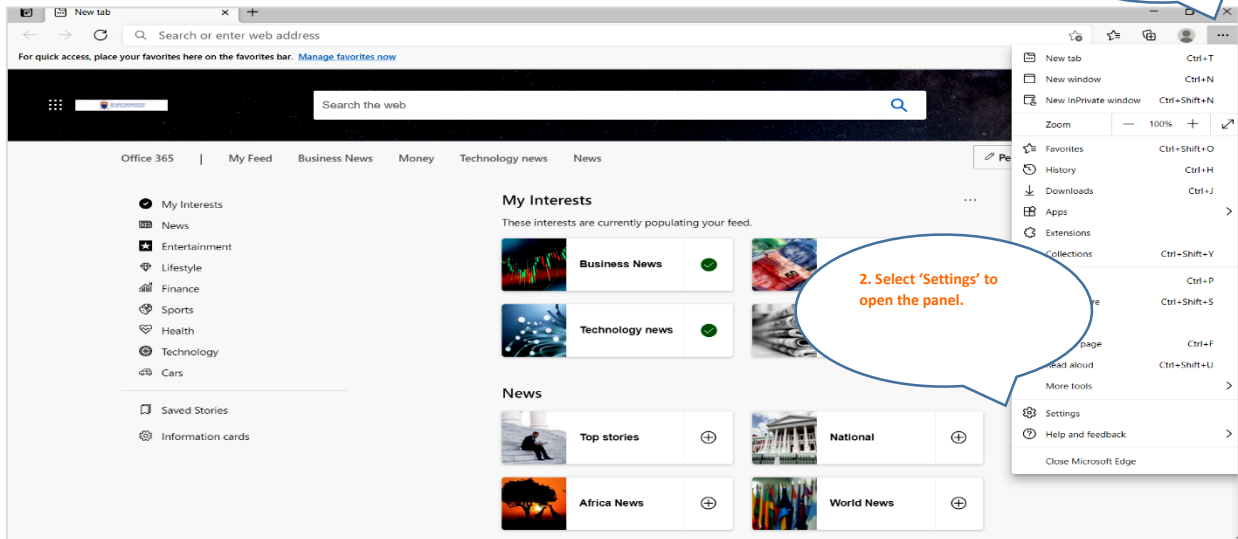 New tab
Search or enter web address
For quick access, place your favorites here on the favorites bar. Manage favorites now
Search the web
Office 365 | My Feed Business News Money Technology news News
My Interests
News
Entertainment
Lifestyle
Finance
Sports
Health
Technology
Cars
Saved Stories
Information cards
My Interests
These interests are currently populating your feed.
Business News
Technology news
News
Top stories
National
Africa News
World News
2. Select ‘Settings’ to
open the panel.
New tab Ctrl+T
New window Ctrl+N
New InPrivate window Ctrl+Shift+N
Zoom — 100% +
Favorites Ctrl+Shift+O
History Ctrl+H
Downloads Ctrl+J
Apps
Extensions
Collections Ctrl+Shift+Y
Ctrl+P
Ctrl+Shift+S
page Ctrl+F
Read aloud Ctrl+Shift+U
More tools
Settings
Help and feedback
Close Microsoft Edge